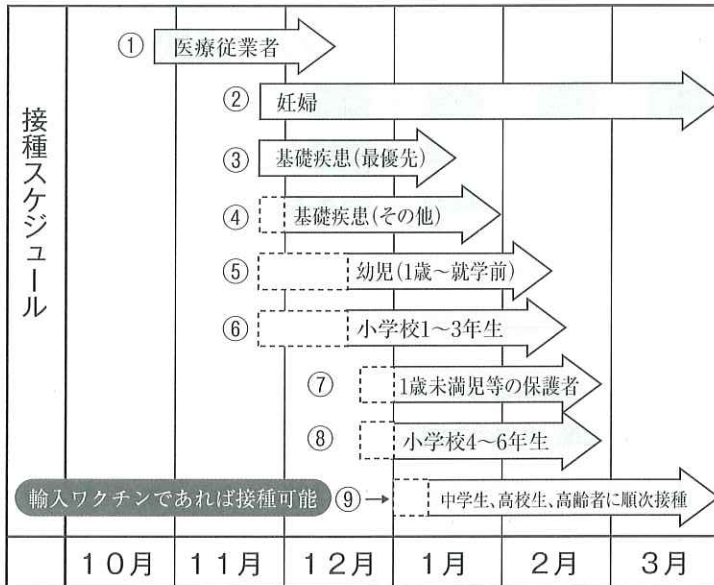 接種スケジュール
① 医療従業者
② 妊婦
③ 基礎疾患(最優先)
④ 基礎疾患(その他)
⑤ 幼児(1歳〜就学前)
⑥ 小学校1〜3年生
⑦ 1歳未満児等の保護者
⑧ 小学校4〜6年生
輸入ワクチンであれば接種可能 ⑨→ 中学生、高校生、高齢者に順次接種
10月 11月 12月 1月 2月 3月